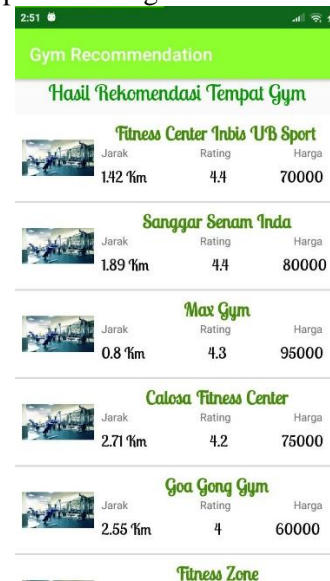 2:51
Gym Recommendation
Hasil Rekomendasi Tempat Gym
Fitness Center Inbis UB Sport
Jarak Rating Harga
1.42 Km 4.4 70000
Sanggar Senam Inda
Jarak Rating Harga
1.89 Km 4.4 80000
Max Gym
Jarak Rating Harga
0.8 Km 4.3 95000
Calosa Fitness Center
Jarak Rating Harga
2.71 Km 4.2 75000
Goa Gong Gym
Jarak Rating Harga
2.55 Km 4 60000
Fitness Zone